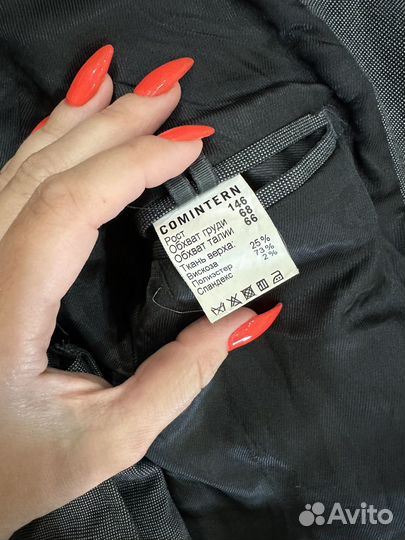 COMINTERN
Рост 146
Обхват груди 68
Обхват талии 66
Ткань верха:
Вискоза 25%
Полиэстер 73%
Спандекс 2%
Avito